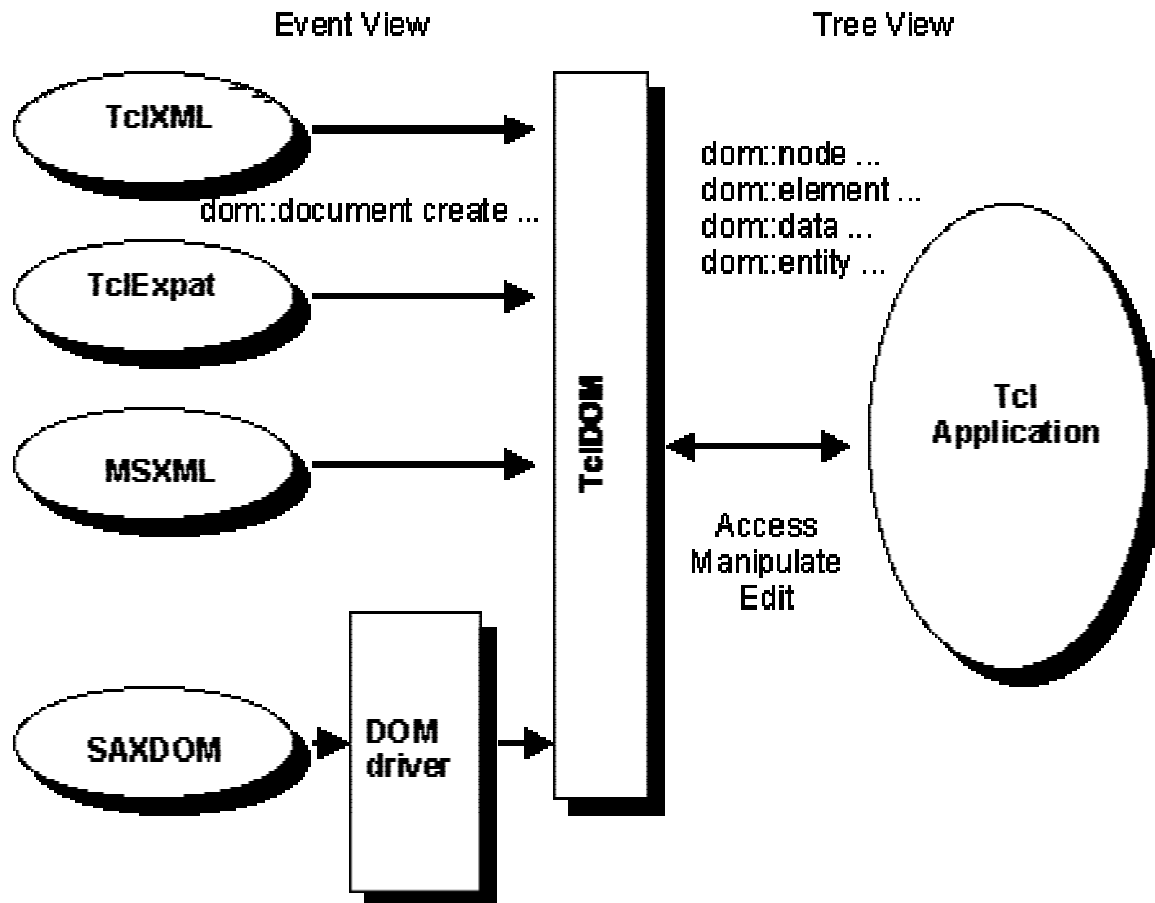 Event View
Tree View
TclXML
dom::document create ...
TclExpat
MSXML
SAXDOM
DOM
driver
TclDOM
dom::node ...
dom::element ...
dom::data ...
dom::entity ...
Access
Manipulate
Edit
Tcl
Application